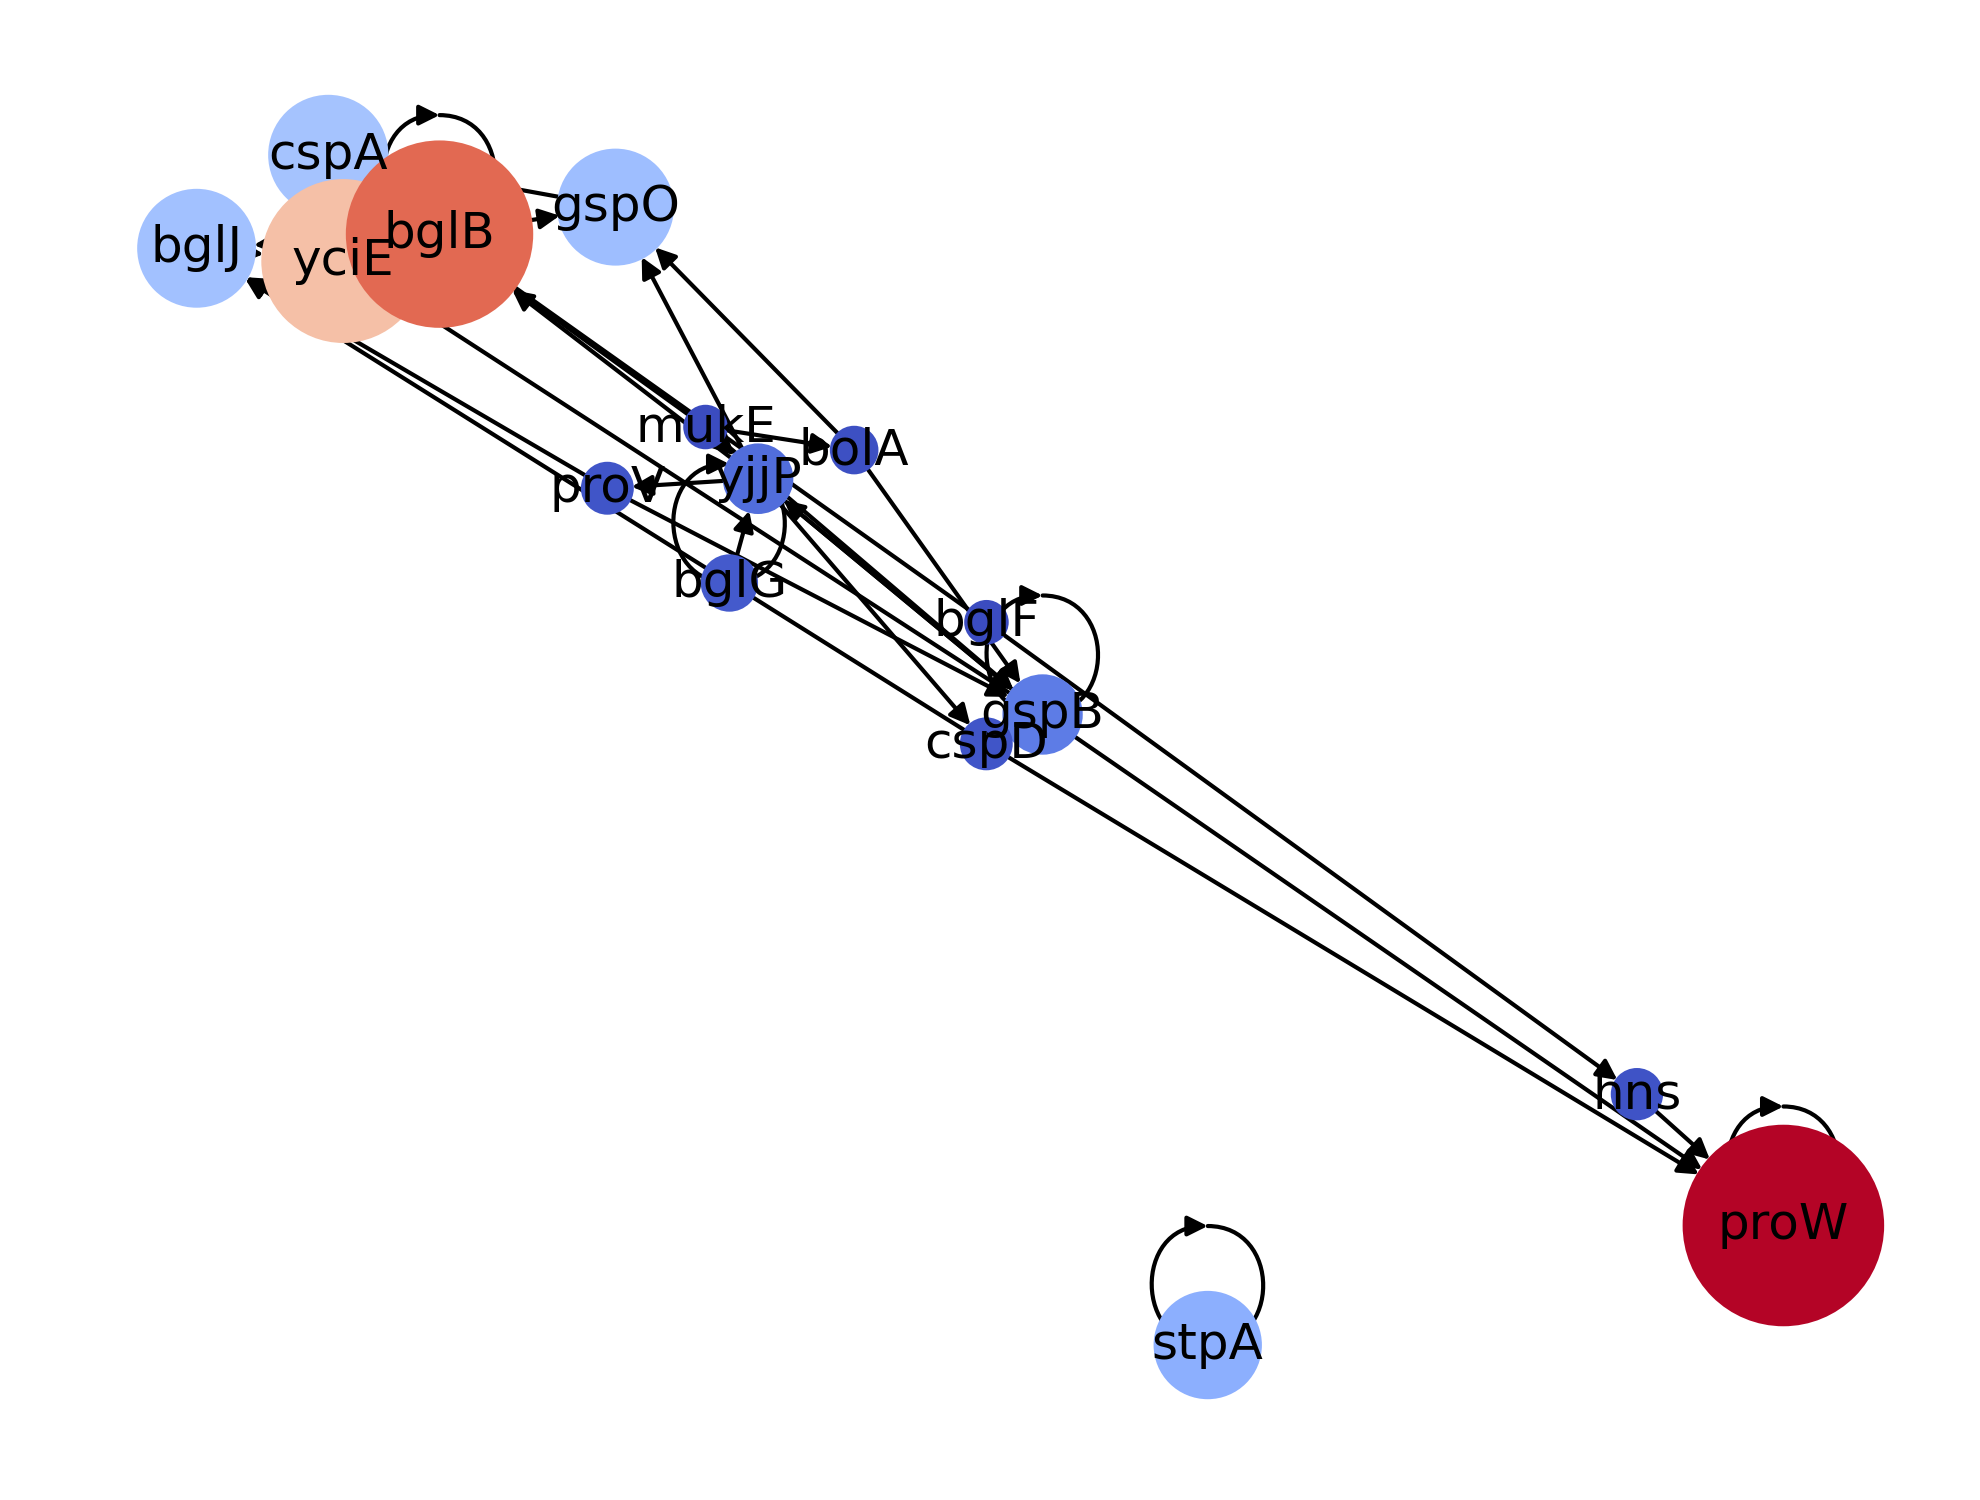 cspA
gspO
bglB
bglJ
yciE
mukE
bolA
yjjP
proV
bglG
bglF
gspB
cspD
hns
proW
stpA